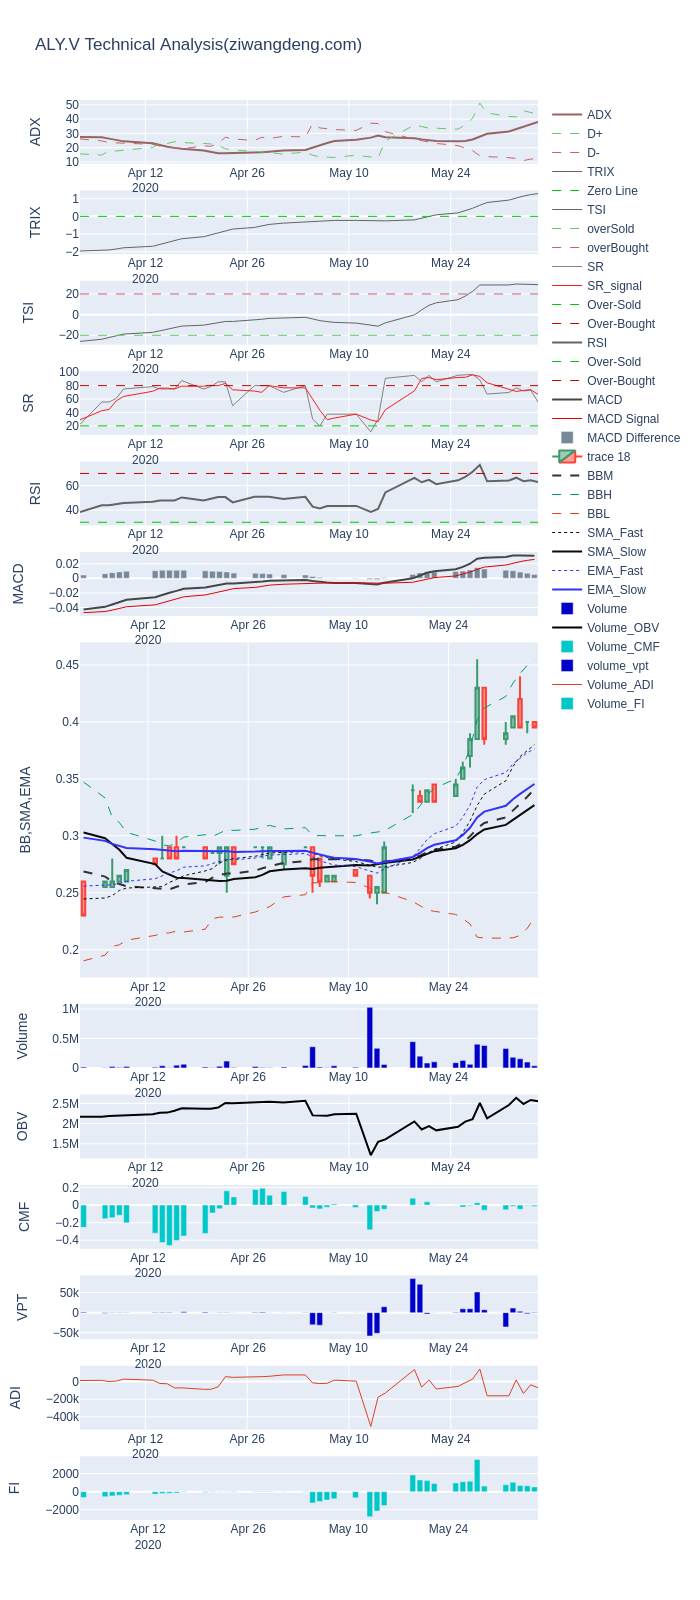 ALY.V Technical Analysis(ziwangdeng.com)
ADX
50
40
30
20
10
Apr 12
2020
Apr 26
May 10
May 24
TRIX
1
0
−1
−2
Apr 12
2020
Apr 26
May 10
May 24
TSI
20
0
−20
Apr 12
2020
Apr 26
May 10
May 24
SR
100
80
60
40
20
Apr 12
2020
Apr 26
May 10
May 24
RSI
60
40
Apr 12
2020
Apr 26
May 10
May 24
MACD
0.02
0
−0.02
−0.04
Apr 12
2020
Apr 26
May 10
May 24
BB,SMA,EMA
0.45
0.4
0.35
0.3
0.25
0.2
Apr 12
2020
Apr 26
May 10
May 24
Volume
1M
0.5M
0
Apr 12
2020
Apr 26
May 10
May 24
OBV
2.5M
2M
1.5M
Apr 12
2020
Apr 26
May 10
May 24
CMF
0.2
0
−0.2
−0.4
Apr 12
2020
Apr 26
May 10
May 24
VPT
50k
0
−50k
Apr 12
2020
Apr 26
May 10
May 24
ADI
0
−200k
−400k
Apr 12
2020
Apr 26
May 10
May 24
FI
2000
0
−2000
Apr 12
2020
Apr 26
May 10
May 24
ADX
D+
D-
TRIX
Zero Line
TSI
overSold
overBought
SR
SR_signal
Over-Sold
Over-Bought
RSI
Over-Sold
Over-Bought
MACD
MACD Signal
MACD Difference
trace 18
BBM
BBH
BBL
SMA_Fast
SMA_Slow
EMA_Fast
EMA_Slow
Volume
Volume_OBV
Volume_CMF
volume_vpt
Volume_ADI
Volume_FI